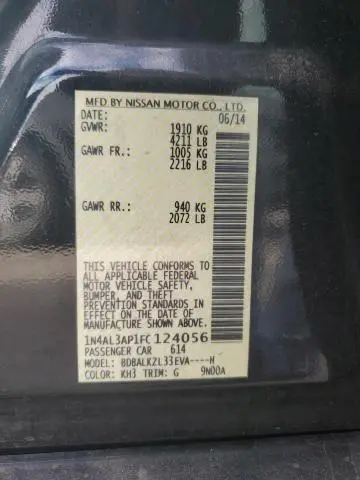 MFD BY NISSAN MOTOR CO., LTD.
DATE: 06/14
GVWR: 1910 KG
4211 LB
GAWR FR: 1005 KG
2216 LB
GAWR RR: 940 KG
2072 LB
THIS VEHICLE CONFORMS TO
ALL APPLICABLE FEDERAL
MOTOR VEHICLE SAFETY,
BUMPER, AND THEFT
PREVENTION STANDARDS IN
EFFECT ON THE DATE OF
MANUFACTURE SHOWN ABOVE.
1N4AL3AP1FC124056
PASSENGER CAR 614
MODEL: BDBALKZL33EVA----H
COLOR: KH3 TRIM: G 9N00A